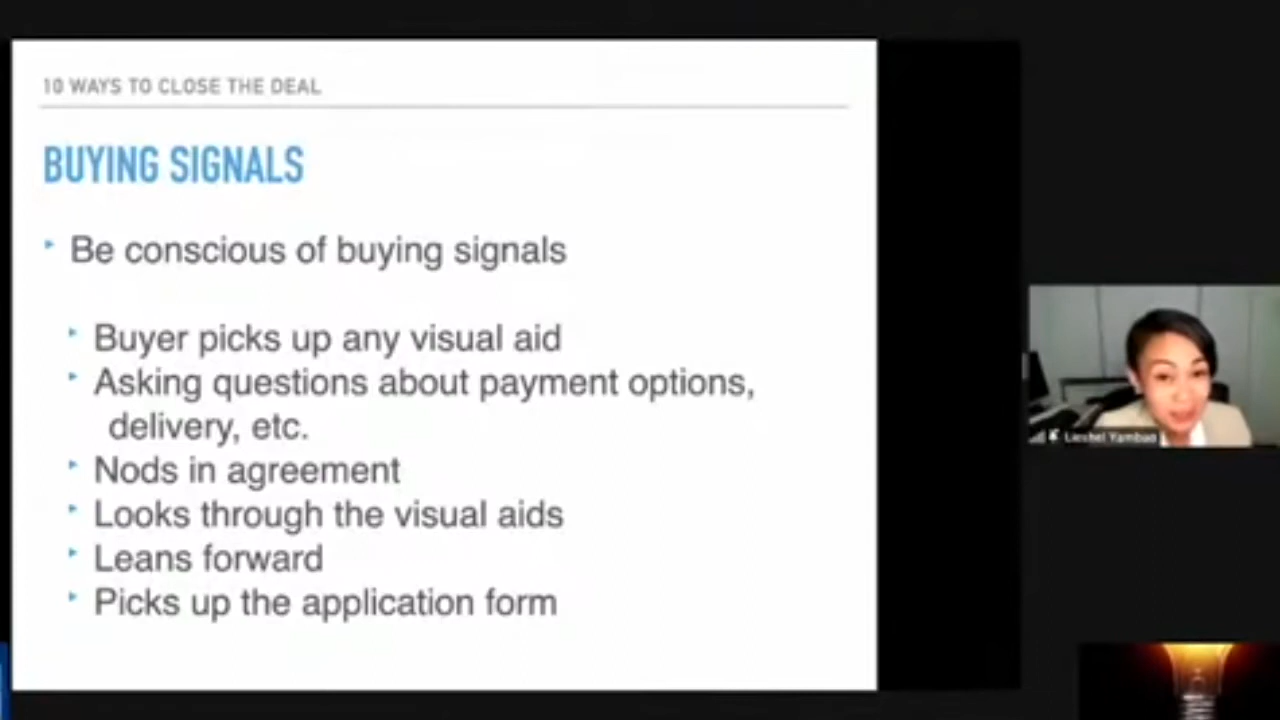 10 WAYS TO CLOSE THE DEAL
BUYING SIGNALS
Be conscious of buying signals
Buyer picks up any visual aid
Asking questions about payment options,
delivery, etc.
Nods in agreement
Looks through the visual aids
Leans forward
Picks up the application form
Lieshel Yambao